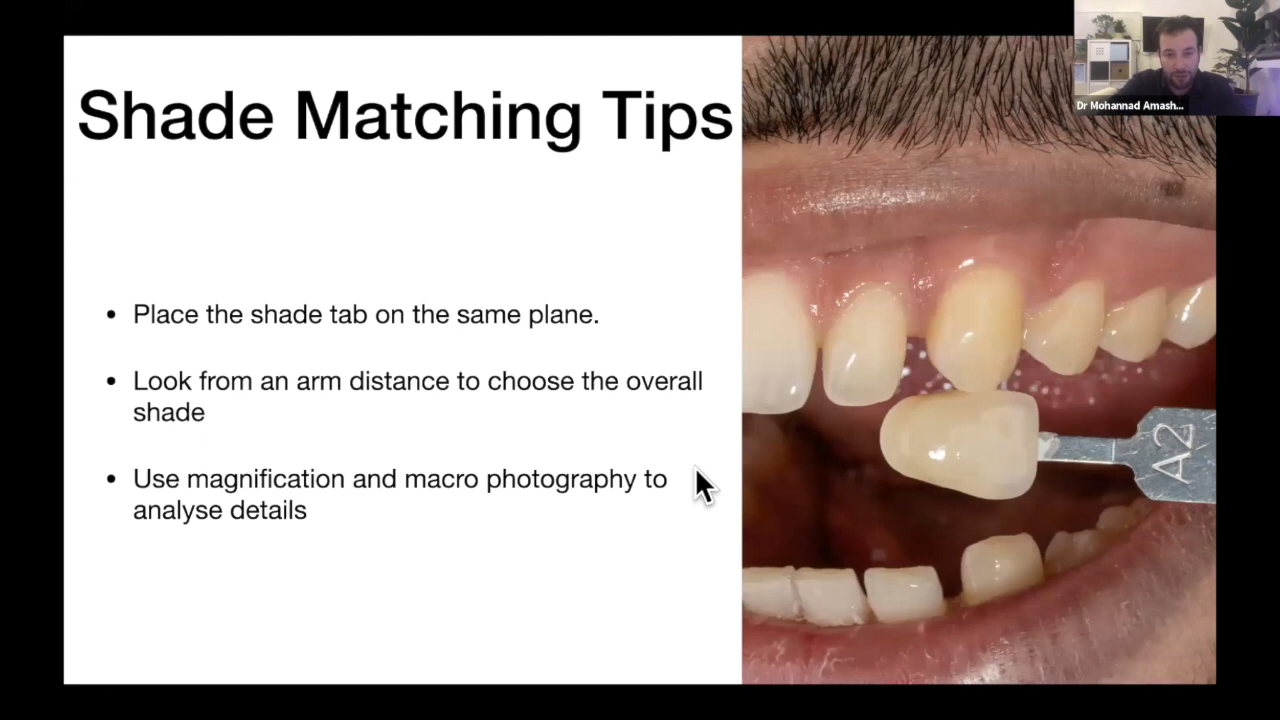 Shade Matching Tips
• Place the shade tab on the same plane.
• Look from an arm distance to choose the overall
shade
• Use magnification and macro photography to
analyse details
Dr Mohannad Amash...
A2